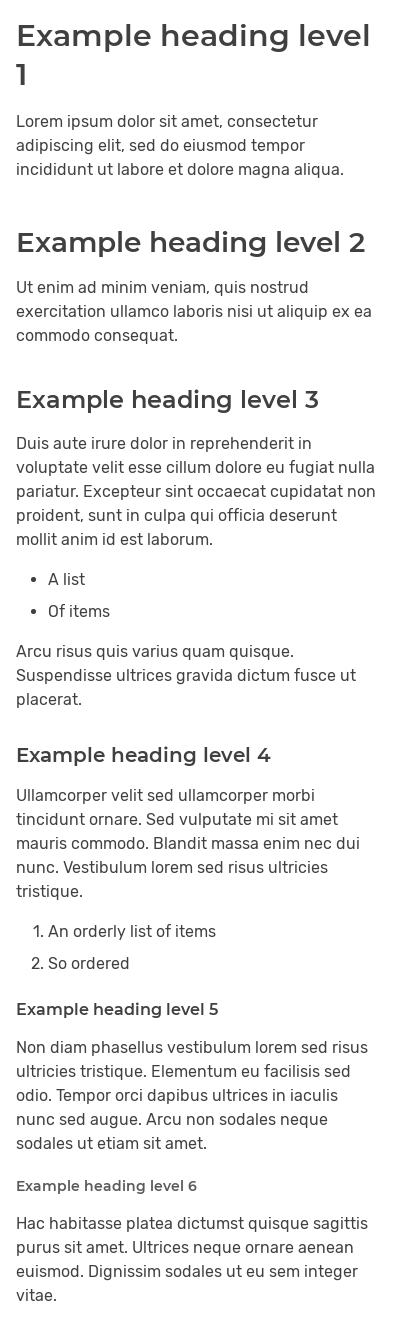 Example heading level
1
Lorem ipsum dolor sit amet, consectetur
adipiscing elit, sed do eiusmod tempor
incididunt ut labore et dolore magna aliqua.
Example heading level 2
Ut enim ad minim veniam, quis nostrud
exercitation ullamco laboris nisi ut aliquip ex ea
commodo consequat.
Example heading level 3
Duis aute irure dolor in reprehenderit in
voluptate velit esse cillum dolore eu fugiat nulla
pariatur. Excepteur sint occaecat cupidatat non
proident, sunt in culpa qui officia deserunt
mollit anim id est laborum.
• A list
• Of items
Arcu risus quis varius quam quisque.
Suspendisse ultrices gravida dictum fusce ut
placerat.
Example heading level 4
Ullamcorper velit sed ullamcorper morbi
tincidunt ornare. Sed vulputate mi sit amet
mauris commodo. Blandit massa enim nec dui
nunc. Vestibulum lorem sed risus ultricies
tristique.
1. An orderly list of items
2. So ordered
Example heading level 5
Non diam phasellus vestibulum lorem sed risus
ultricies tristique. Elementum eu facilisis sed
odio. Tempor orci dapibus ultrices in iaculis
nunc sed augue. Arcu non sodales neque
sodales ut etiam sit amet.
Example heading level 6
Hac habitasse platea dictumst quisque sagittis
purus sit amet. Ultrices neque ornare aenean
euismod. Dignissim sodales ut eu sem integer
vitae.